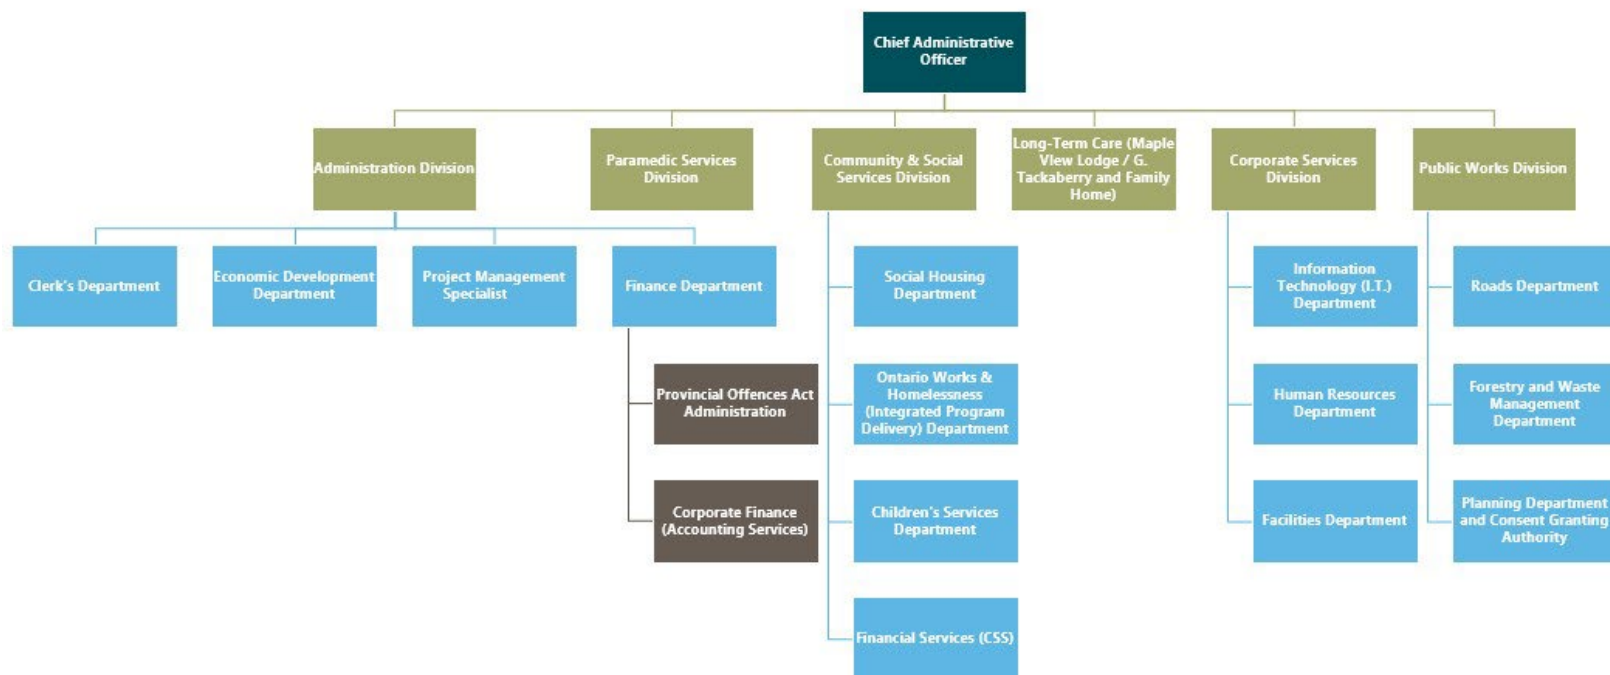 Chief Administrative
Officer
Administration Division
Paramedic Services
Division
Community & Social
Services Division
Long-Term Care (Maple
View Lodge / G.
Tackaberry and Family
Home)
Corporate Services
Division
Public Works Division
Clerk's Department
Economic Development
Department
Project Management
Specialist
Finance Department
Provincial Offences Act
Administration
Corporate Finance
(Accounting Services)
Social Housing
Department
Ontario Works &
Homelessness
(Integrated Program
Delivery) Department
Children's Services
Department
Financial Services (CSS)
Information
Technology (I.T.)
Department
Human Resources
Department
Facilities Department
Roads Department
Forestry and Waste
Management
Department
Planning Department
and Consent Granting
Authority